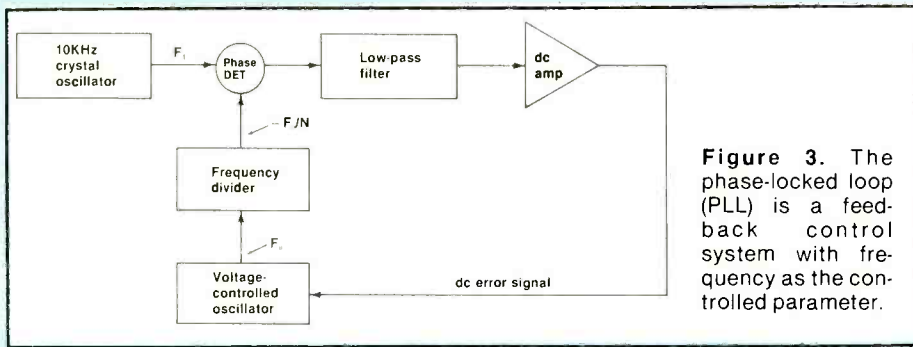 10KHz
crystal
oscillator
F₁
Phase
DET
Low-pass
filter
dc
amp
Frequency
divider
Voltage-
controlled
oscillator
dc error signal
Figure 3. The
phase-locked loop
(PLL) is a feed-
back control
system with fre-
quency as the con-
trolled parameter.